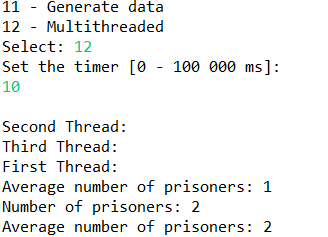 11 - Generate data
12 - Multithreaded
Select: 12
Set the timer [0 - 100 000 ms]:
10
Second Thread:
Third Thread:
First Thread:
Average number of prisoners: 1
Number of prisoners: 2
Average number of prisoners: 2